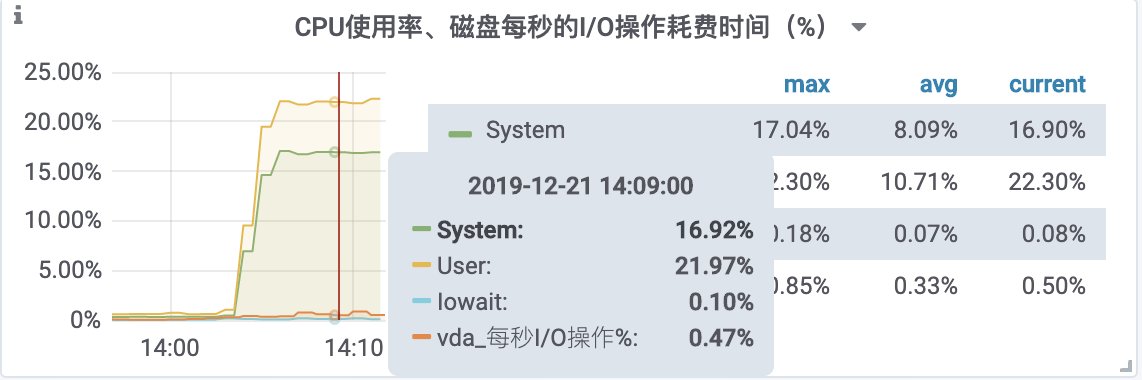 CPU使用率、磁盘每秒的I/O操作耗费时间（%）
25.00%
20.00%
15.00%
10.00%
5.00%
0%
14:00
14:10
max avg current
System 17.04% 8.09% 16.90%
2.30% 10.71% 22.30%
0.18% 0.07% 0.08%
0.85% 0.33% 0.50%
2019-12-21 14:09:00
System: 16.92%
User: 21.97%
Iowait: 0.10%
vda_每秒I/O操作%: 0.47%